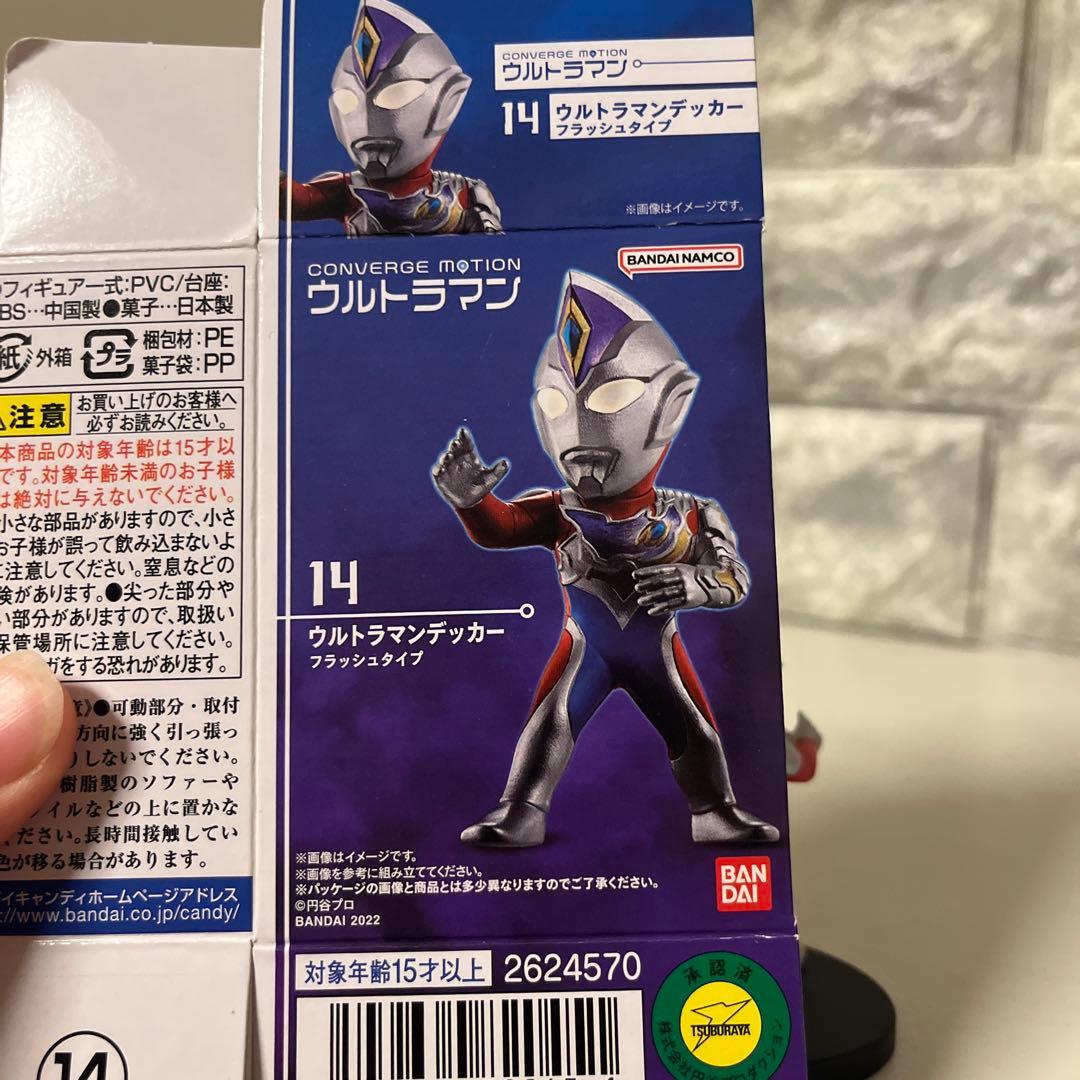 CONVERGE MOTION
ウルトラマン
14
ウルトラマンデッカー
フラッシュタイプ
※画像はイメージです。
フィギュア一式:PVC/台座:
BS…中国製●菓子…日本製
紙 外箱
プラ
梱包材:PE
菓子袋:PP
注意
お買い上げのお客様へ
必ずお読みください。
本商品の対象年齢は15才以
です。対象年齢未満のお子様
は絶対に与えないでください。
小さな部品がありますので、小さ
お子様が誤って飲み込まないよ
注意してください。窒息などの
険があります。●尖った部分や
い部分がありますので、取扱い
保管場所に注意してください。
ガをする恐れがあります。
●可動部分・取付
方向に強く引っ張っ
りしないでください。
樹脂製のソファーや
イルなどの上に置かな
ください。長時間接触してい
色が移る場合があります。
イキャンディホームページアドレス
//www.bandai.co.jp/candy/
14
CONVERGE MOTION
ウルトラマン
BANDAI NAMCO
14
ウルトラマンデッカー
フラッシュタイプ
※画像はイメージです。
※画像を参考に組み立ててください。
※パッケージの画像と商品とは多少異なりますのでご了承ください。
©円谷プロ
BANDAI 2022
BAN
DAI
対象年齢15才以上
2624570
承認済
TSUBURAYA
株式会社円谷プロダクション